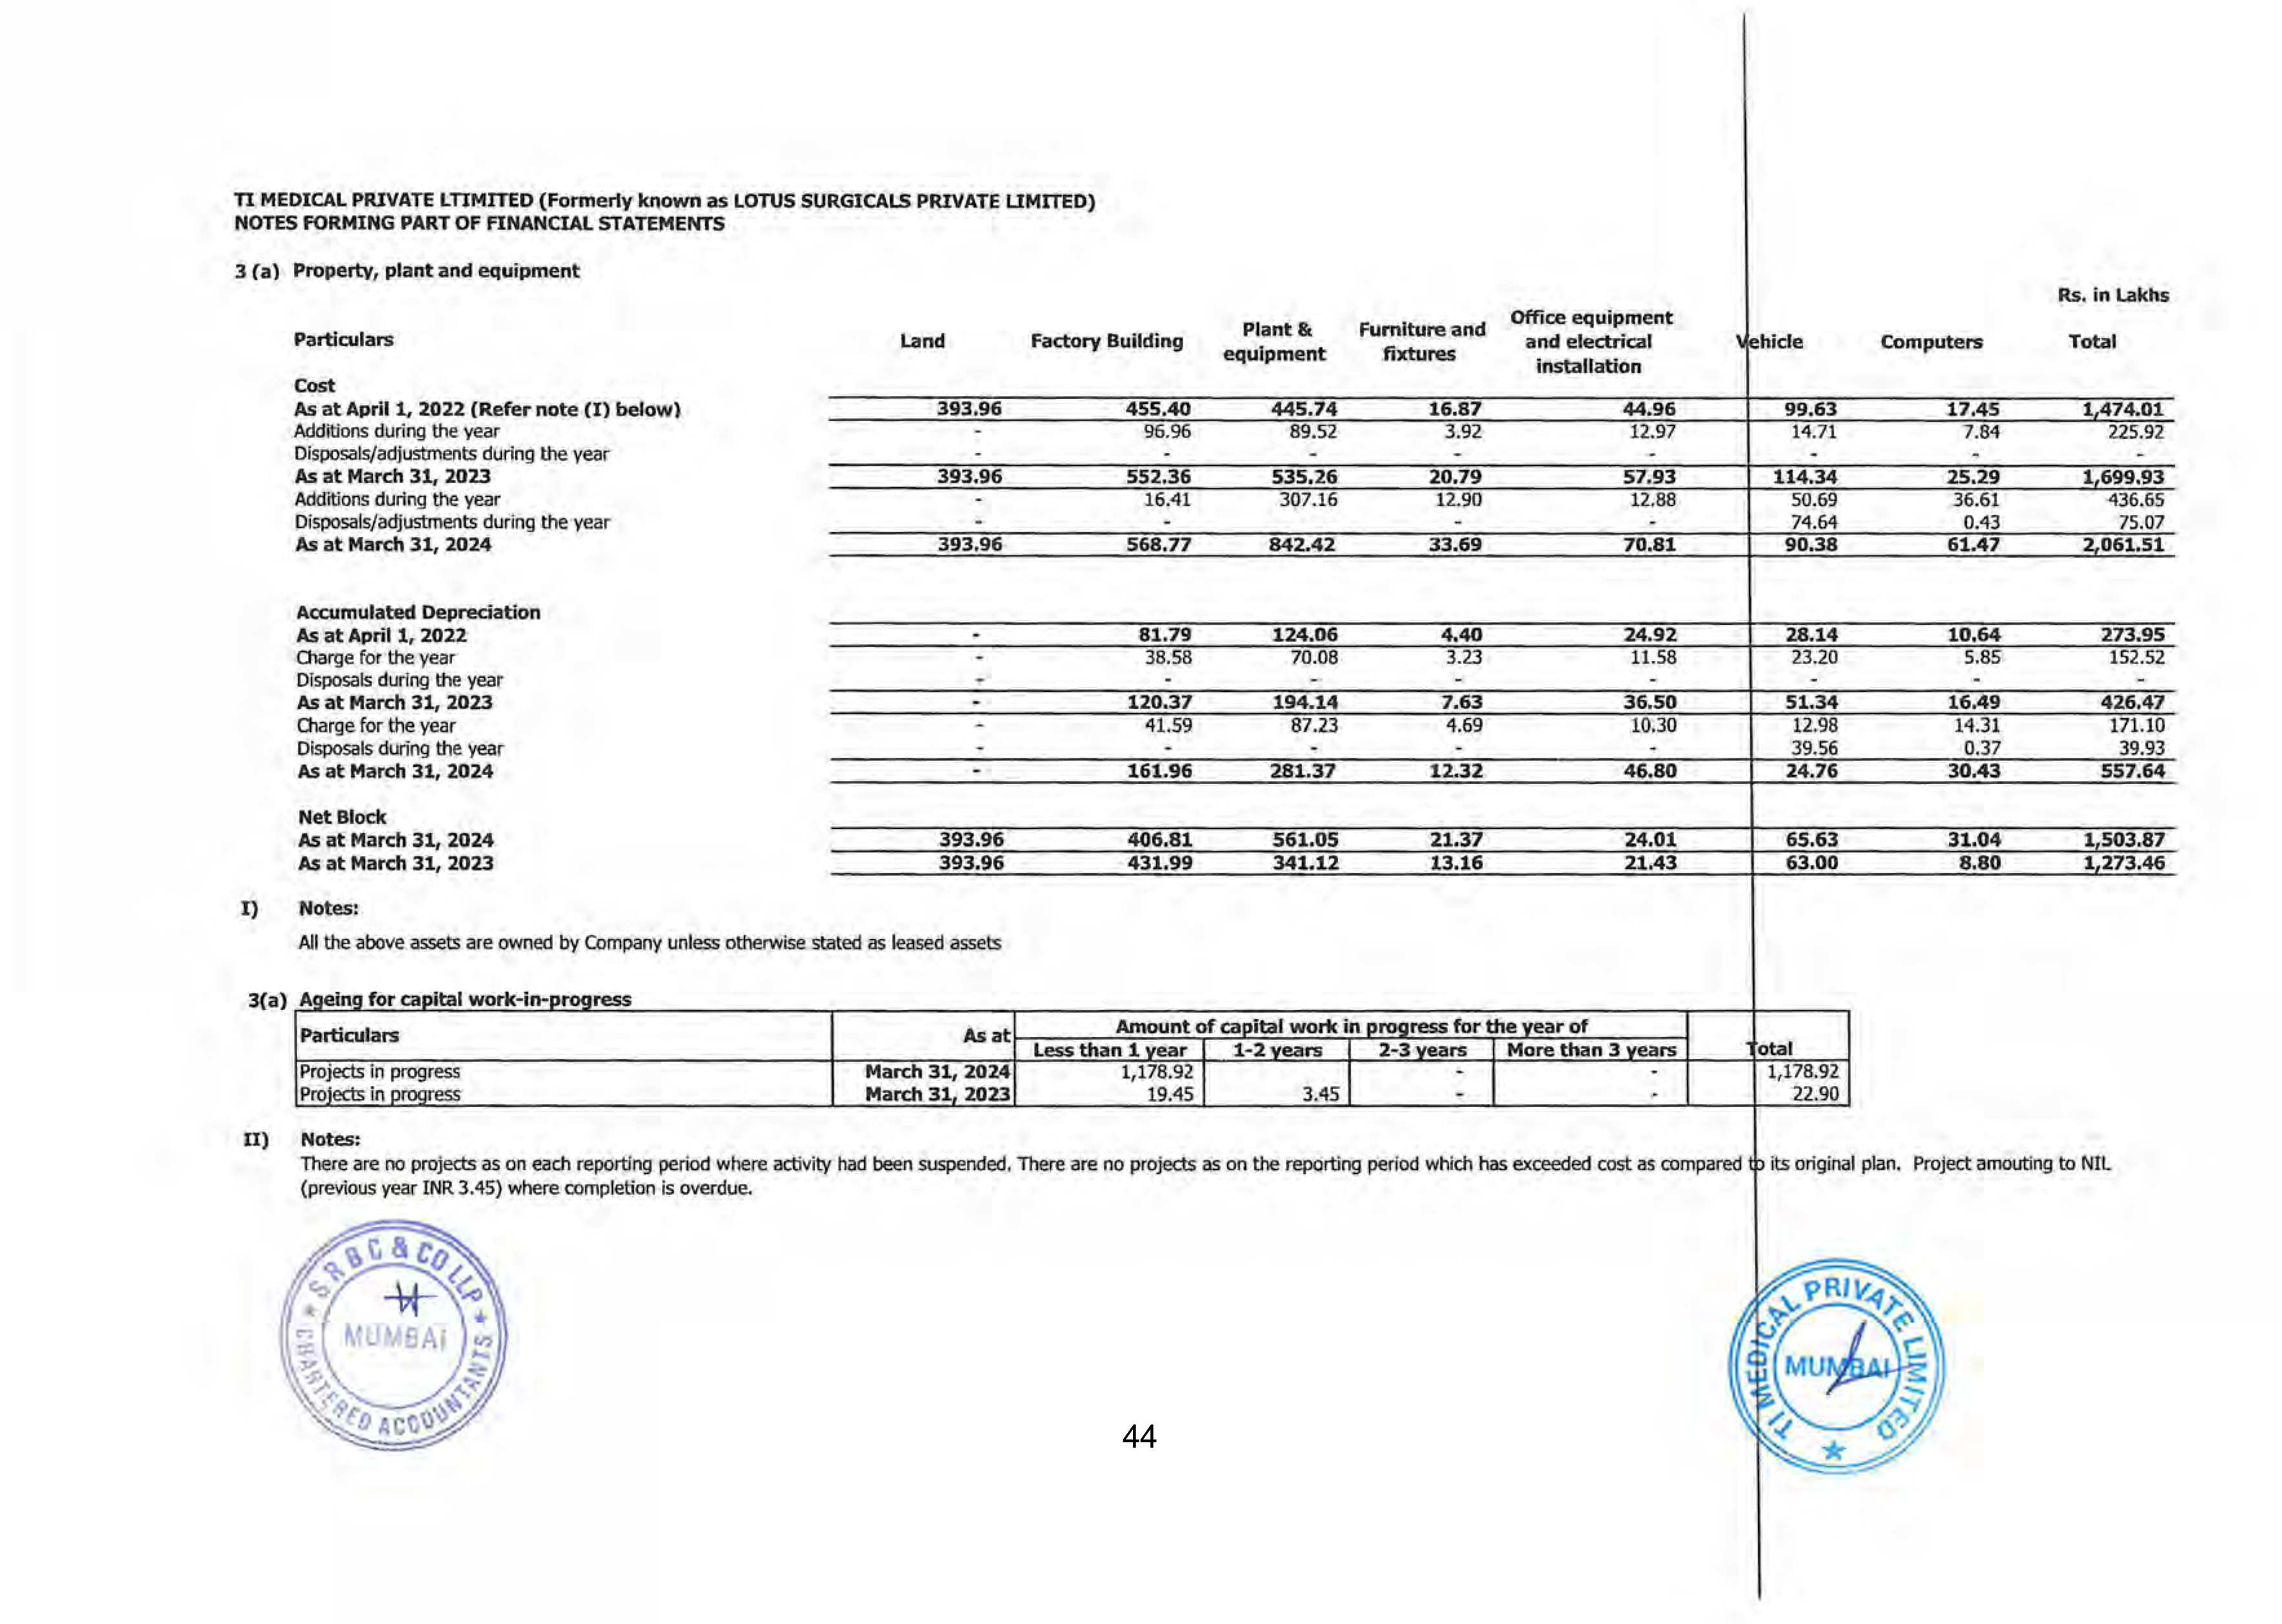 TI MEDICAL PRIVATE LTIMITED (Formerly known as LOTUS SURGICALS PRIVATE LIMITED)
NOTES FORMING PART OF FINANCIAL STATEMENTS
3 (a) Property, plant and equipment
Rs. in Lakhs
Particulars Land Factory Building Plant & equipment Furniture and fixtures Office equipment and electrical installation Vehicle Computers Total
Cost
As at April 1, 2022 (Refer note (I) below) 393.96 455.40 445.74 16.87 44.96 99.63 17.45 1,474.01
Additions during the year - 96.96 89.52 3.92 12.97 14.71 7.84 225.92
Disposals/adjustments during the year - - - - - - - -
As at March 31, 2023 393.96 552.36 535.26 20.79 57.93 114.34 25.29 1,699.93
Additions during the year - 16.41 307.16 12.90 12.88 50.69 36.61 436.65
Disposals/adjustments during the year - - - - - 74.64 0.43 75.07
As at March 31, 2024 393.96 568.77 842.42 33.69 70.81 90.38 61.47 2,061.51
Accumulated Depreciation
As at April 1, 2022 - 81.79 124.06 4.40 24.92 28.14 10.64 273.95
Charge for the year - 38.58 70.08 3.23 11.58 23.20 5.85 152.52
Disposals during the year - - - - - - - -
As at March 31, 2023 - 120.37 194.14 7.63 36.50 51.34 16.49 426.47
Charge for the year - 41.59 87.23 4.69 10.30 12.98 14.31 171.10
Disposals during the year - - - - - 39.56 0.37 39.93
As at March 31, 2024 - 161.96 281.37 12.32 46.80 24.76 30.43 557.64
Net Block
As at March 31, 2024 393.96 406.81 561.05 21.37 24.01 65.63 31.04 1,503.87
As at March 31, 2023 393.96 431.99 341.12 13.16 21.43 63.00 8.80 1,273.46
I) Notes:
All the above assets are owned by Company unless otherwise stated as leased assets
3(a) Ageing for capital work-in-progress
Particulars As at Amount of capital work in progress for the year of Total
Less than 1 year 1-2 years 2-3 years More than 3 years
Projects in progress March 31, 2024 1,178.92 - - 1,178.92
Projects in progress March 31, 2023 19.45 3.45 - - 22.90
II) Notes:
There are no projects as on each reporting period where activity had been suspended. There are no projects as on the reporting period which has exceeded cost as compared to its original plan. Project amouting to NIL
(previous year INR 3.45) where completion is overdue.
S R B C & CO LLP
MUMBAI
CHARTERED ACCOUNTANTS
TI MEDICAL PRIVATE LIMITED
MUMBAI
44